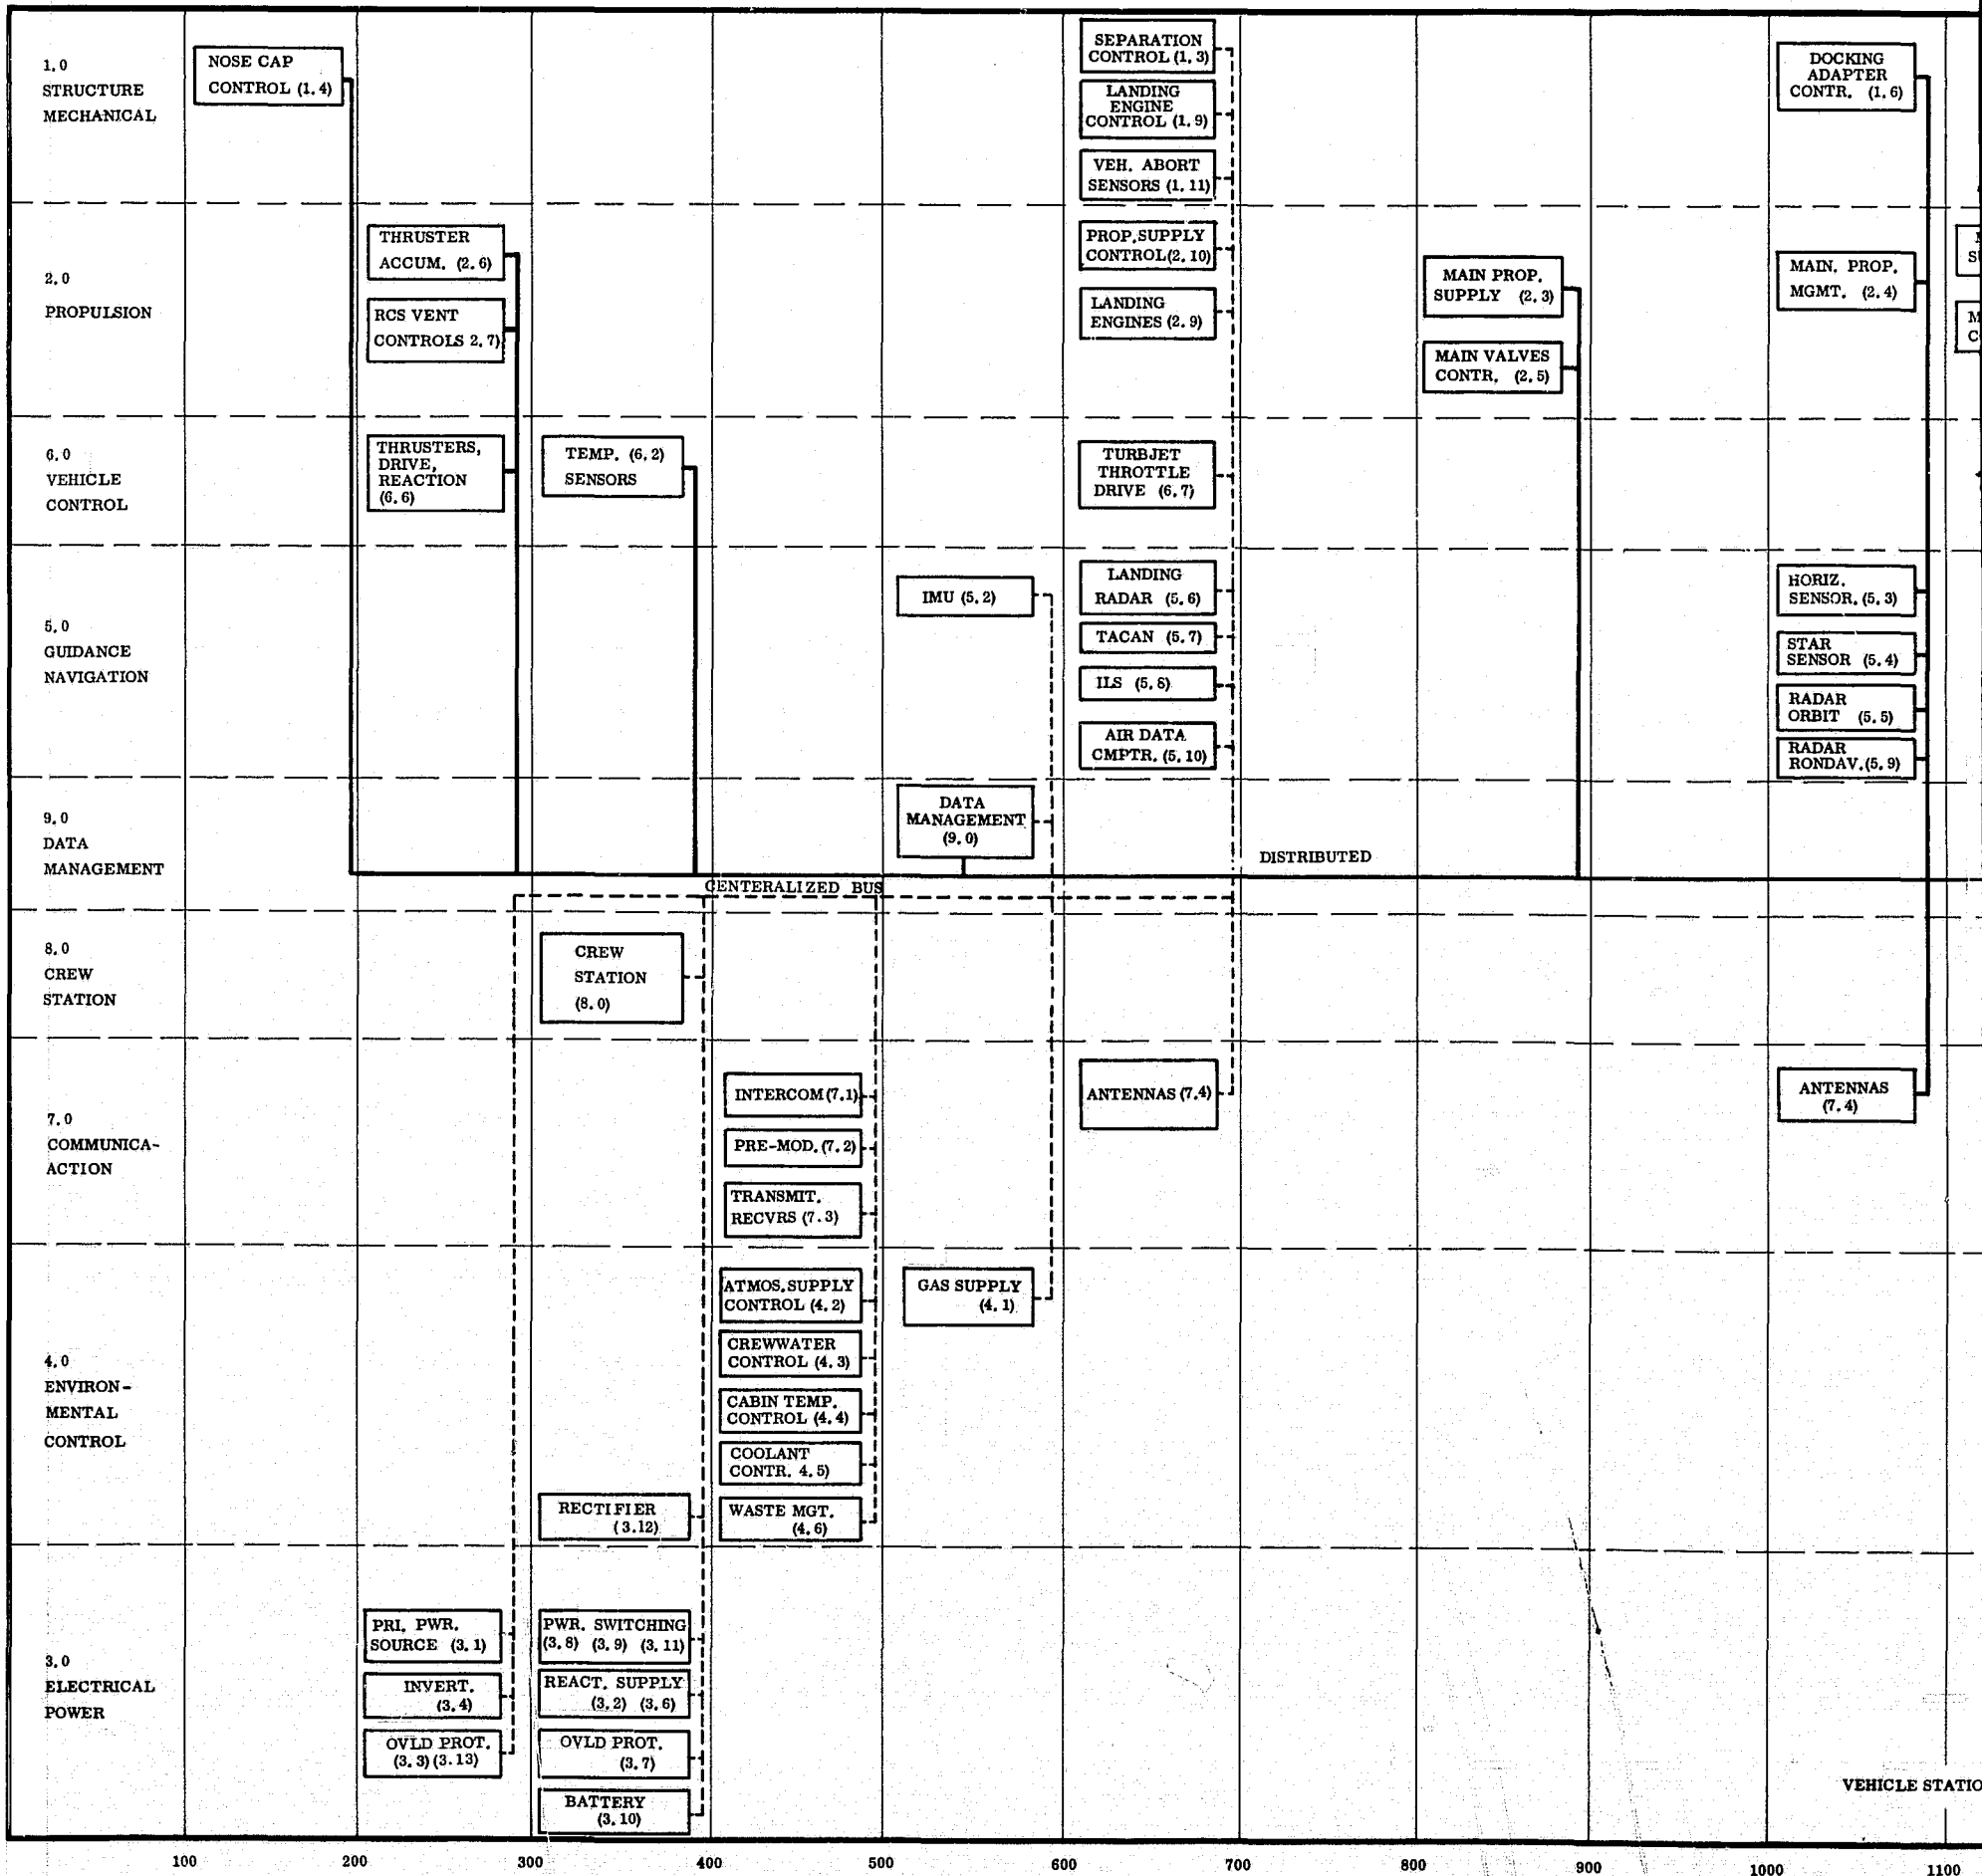 1.0
STRUCTURE
MECHANICAL
NOSE CAP
CONTROL (1.4)
SEPARATION
CONTROL (1,3)
LANDING
ENGINE
CONTROL (1.9)
VEH. ABORT
SENSORS (1.11)
DOCKING
ADAPTER
CONTR. (1.6)
2.0
PROPULSION
THRUSTER
ACCUM. (2.6)
RCS VENT
CONTROLS 2.7)
PROP.SUPPLY
CONTROL(2.10)
LANDING
ENGINES (2.9)
MAIN PROP.
SUPPLY (2.3)
MAIN VALVES
CONTR. (2.5)
MAIN. PROP.
MGMT. (2.4)
6.0
VEHICLE
CONTROL
THRUSTERS,
DRIVE,
REACTION
(6.6)
TEMP. (6.2)
SENSORS
TURBJET
THROTTLE
DRIVE (6.7)
5.0
GUIDANCE
NAVIGATION
IMU (5.2)
LANDING
RADAR (5.6)
TACAN (5.7)
ILS (5.8)
AIR DATA
CMPTR. (5.10)
HORIZ.
SENSOR. (5.3)
STAR
SENSOR (5.4)
RADAR
ORBIT (5.5)
RADAR
RONDAV.(5.9)
9.0
DATA
MANAGEMENT
DATA
MANAGEMENT
(9.0)
DISTRIBUTED
CENTERALIZED BUS
8.0
CREW
STATION
CREW
STATION
(8.0)
7.0
COMMUNICA-
ACTION
INTERCOM (7.1)
PRE-MOD. (7.2)
TRANSMIT.
RECVRS (7.3)
ANTENNAS (7.4)
ANTENNAS
(7.4)
4.0
ENVIRON-
MENTAL
CONTROL
ATMOS.SUPPLY
CONTROL (4.2)
CREWWATER
CONTROL (4.3)
CABIN TEMP.
CONTROL (4.4)
COOLANT
CONTR. 4.5)
WASTE MGT.
(4.6)
GAS SUPPLY
(4.1)
RECTIFIER
(3.12)
3.0
ELECTRICAL
POWER
PRI. PWR.
SOURCE (3.1)
INVERT.
(3.4)
OVLD PROT.
(3.3) (3.13)
PWR. SWITCHING
(3.8) (3.9) (3.11)
REACT. SUPPLY
(3.2) (3.6)
OVLD PROT.
(3.7)
BATTERY
(3.10)
VEHICLE STATIO
100 200 300 400 500 600 700 800 900 1000 1100